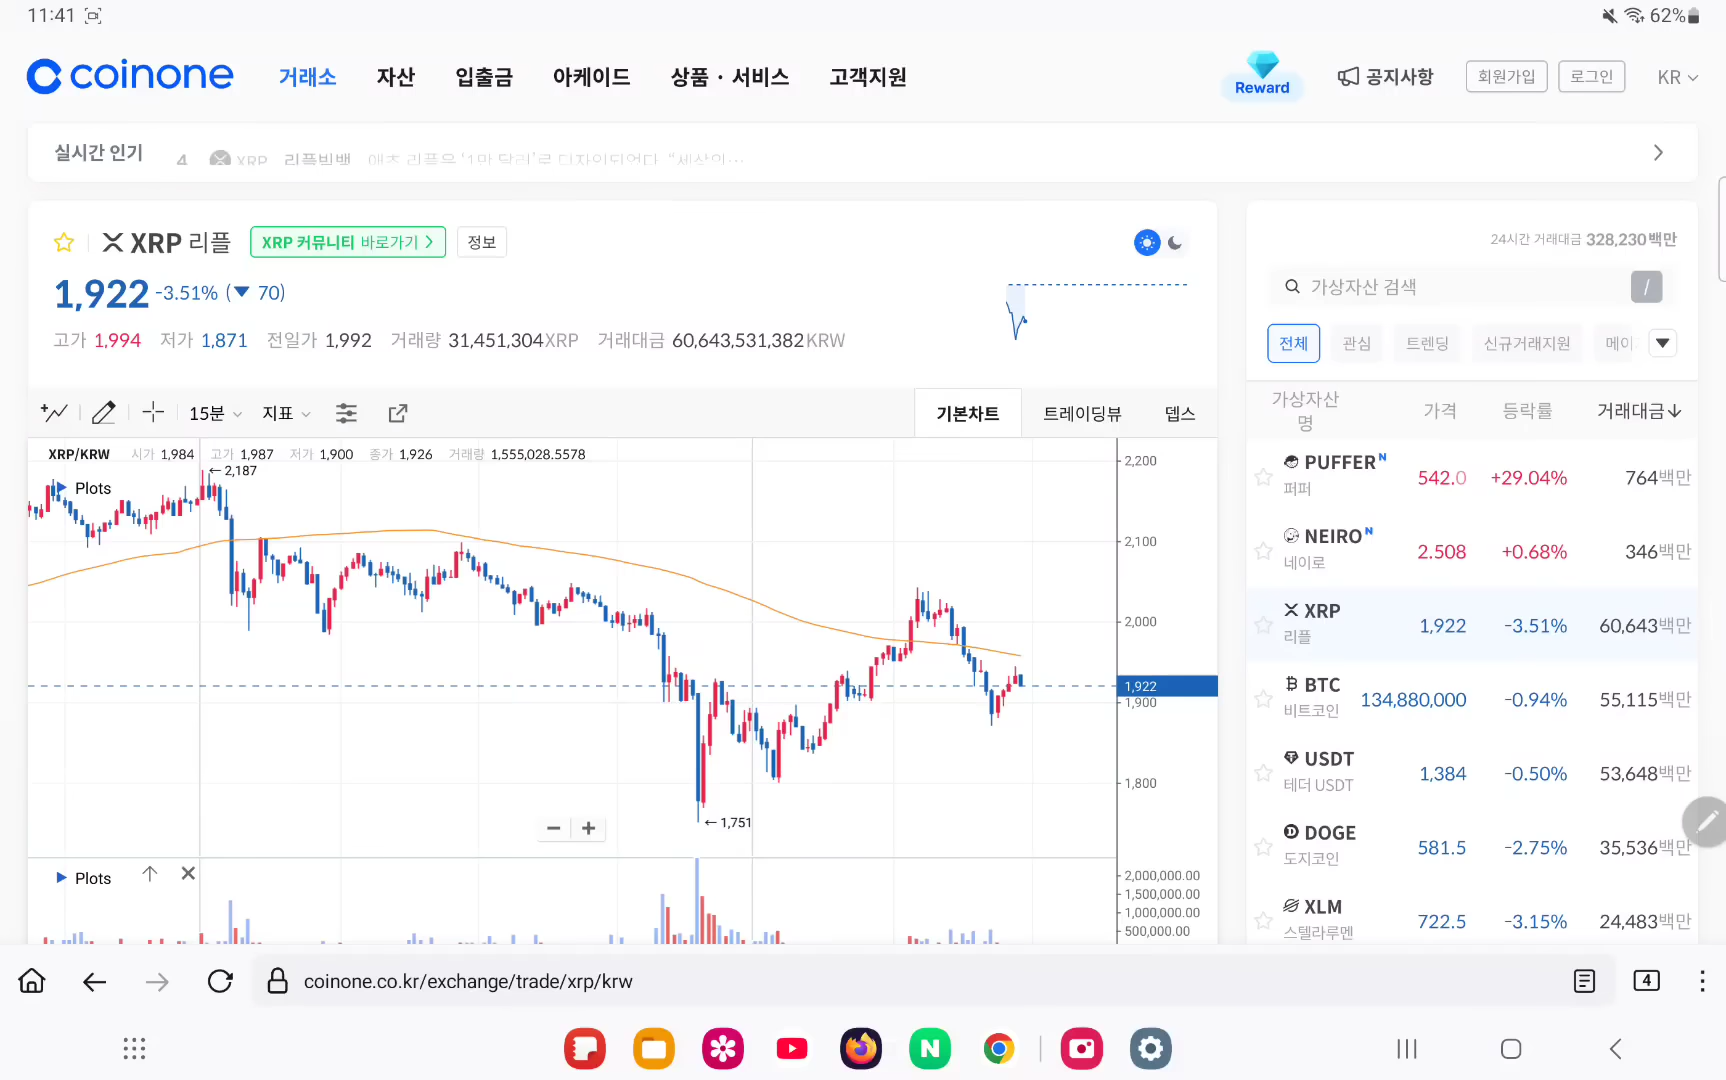 11:41
62%
coinone 거래소 자산 입출금 아케이드 상품 · 서비스 고객지원 Reward 공지사항 회원가입 로그인 KR
실시간 인기 4 XRP 리플빔백
XRP 리플 XRP 커뮤니티 바로가기 정보
1,922 -3.51% (▼ 70)
고가 1,994 저가 1,871 전일가 1,992 거래량 31,451,304XRP 거래대금 60,643,531,382KRW
15분 지표 기본차트 트레이딩뷰 뎁스
XRP/KRW 시가 1,984 고가 1,987 저가 1,900 종가 1,926 거래량 1,555,028.5578
←2,187
Plots
2,200
2,100
2,000
1,922
1,900
1,800
←1,751
− +
Plots
2,000,000.00
1,500,000.00
1,000,000.00
500,000.00
24시간 거래대금 328,230백만
가상자산 검색 /
전체 관심 트렌딩 신규거래지원 메이
가상자산명 가격 등락률 거래대금↓
PUFFER N 542.0 +29.04% 764백만
퍼퍼
NEIRO N 2.508 +0.68% 346백만
네이로
XRP 1,922 -3.51% 60,643백만
리플
BTC 134,880,000 -0.94% 55,115백만
비트코인
USDT 1,384 -0.50% 53,648백만
테더 USDT
DOGE 581.5 -2.75% 35,536백만
도지코인
XLM 722.5 -3.15% 24,483백만
스텔라루멘
coinone.co.kr/exchange/trade/xrp/krw 4
N